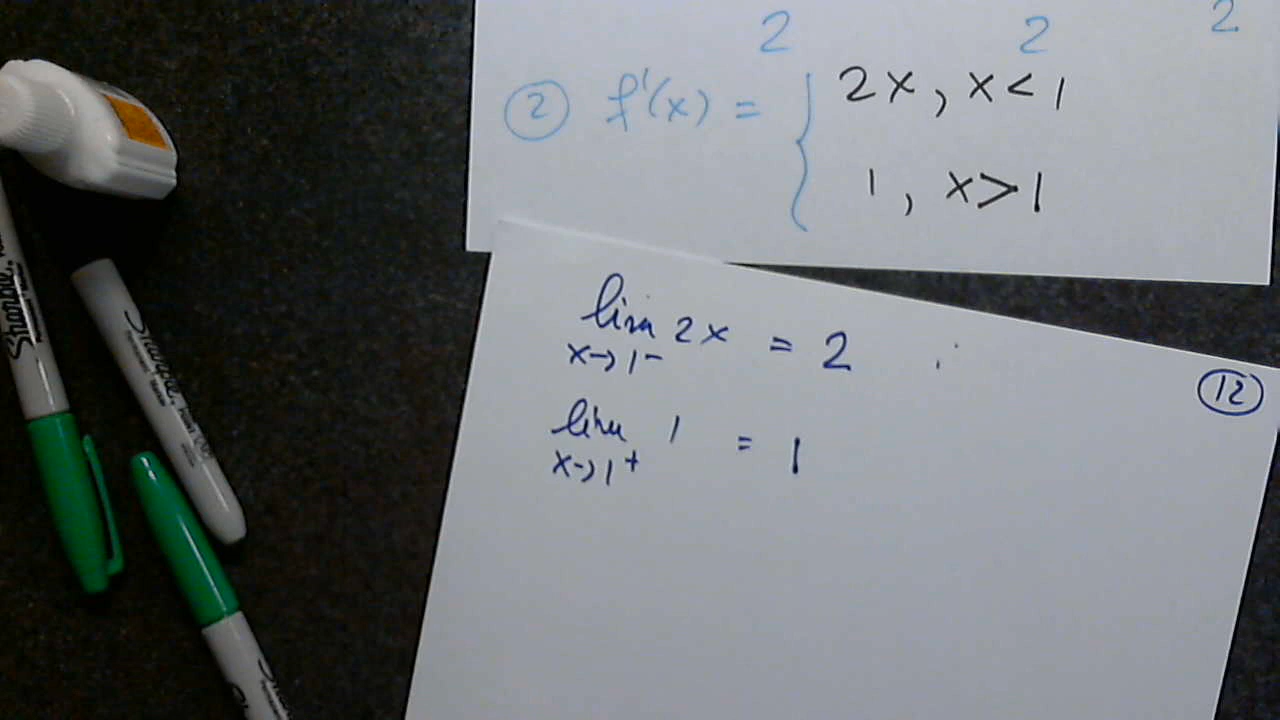 2 2 2
② f'(x) = { 2x, x<1
1, x>1
lim 2x = 2
x→1-
⑫
lim 1 = 1
x→1+
Sharpie
Sharpie